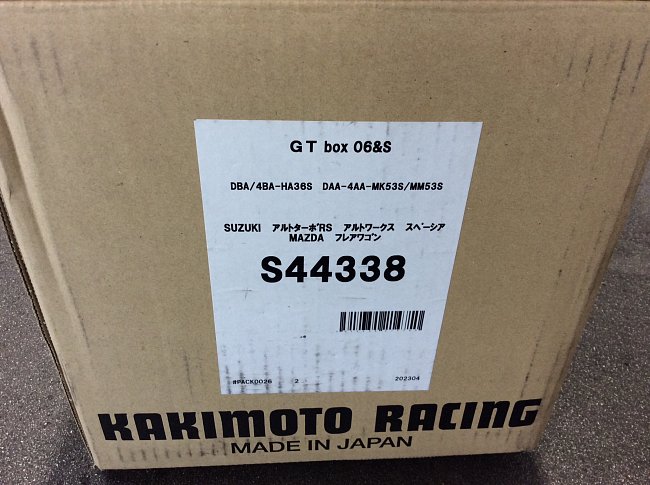 GT box 06&S
DBA/4BA-HA36S DAA-4AA-MK53S/MM53S
SUZUKI アルトターボRS アルトワークス スペーシア
MAZDA フレアワゴン
S44338
#PACK0026 2 202304
KAKIMOTO RACING
MADE IN JAPAN